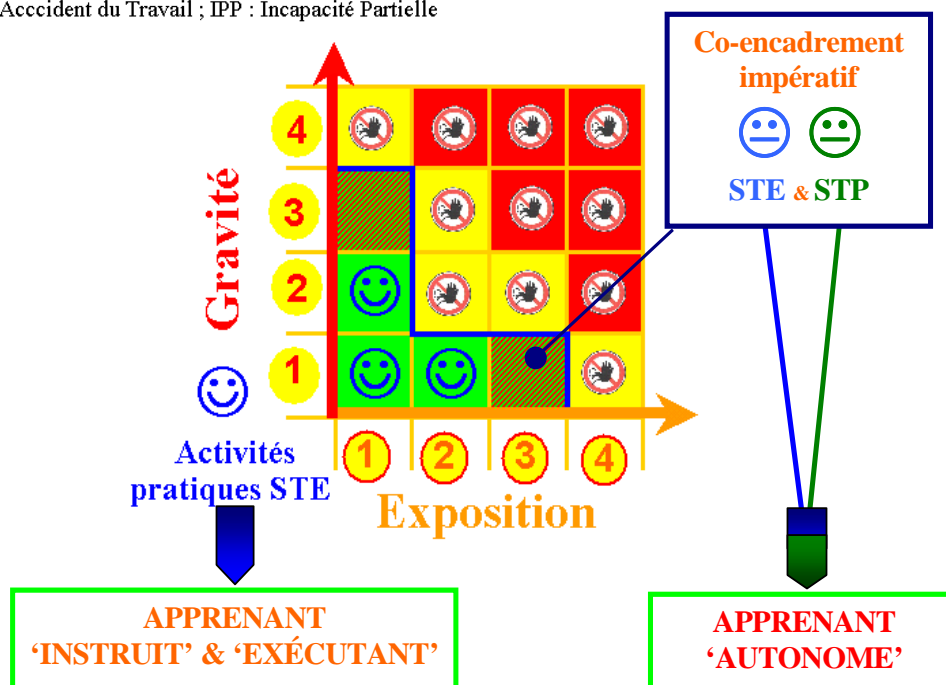 Acccident du Travail ; IPP : Incapacité Partielle
Co-encadrement
impératif
STE & STP
Gravité
4
3
2
1
1 2 3 4
Exposition
Activités
pratiques STE
APPRENANT
‘INSTRUIT’ & ‘EXÉCUTANT’
APPRENANT
‘AUTONOME’